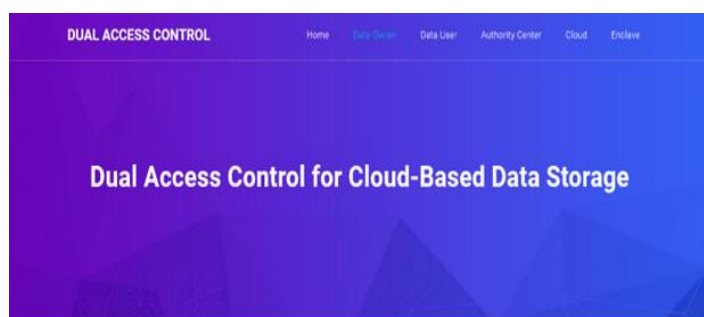 DUAL ACCESS CONTROL Home Data Owner Data User Authority Center Cloud Enclave
Dual Access Control for Cloud-Based Data Storage